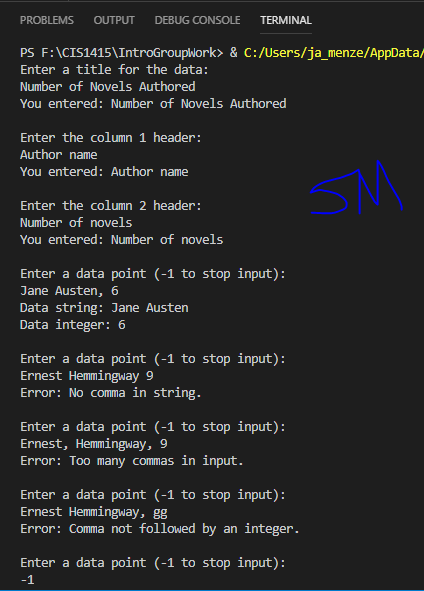 PROBLEMS OUTPUT DEBUG CONSOLE TERMINAL
PS F:\CIS1415\IntroGroupWork> & C:/Users/ja_menze/AppData/
Enter a title for the data:
Number of Novels Authored
You entered: Number of Novels Authored
Enter the column 1 header:
Author name
You entered: Author name
Enter the column 2 header:
Number of novels
You entered: Number of novels
SM
Enter a data point (-1 to stop input):
Jane Austen, 6
Data string: Jane Austen
Data integer: 6
Enter a data point (-1 to stop input):
Ernest Hemmingway 9
Error: No comma in string.
Enter a data point (-1 to stop input):
Ernest, Hemmingway, 9
Error: Too many commas in input.
Enter a data point (-1 to stop input):
Ernest Hemmingway, gg
Error: Comma not followed by an integer.
Enter a data point (-1 to stop input):
-1